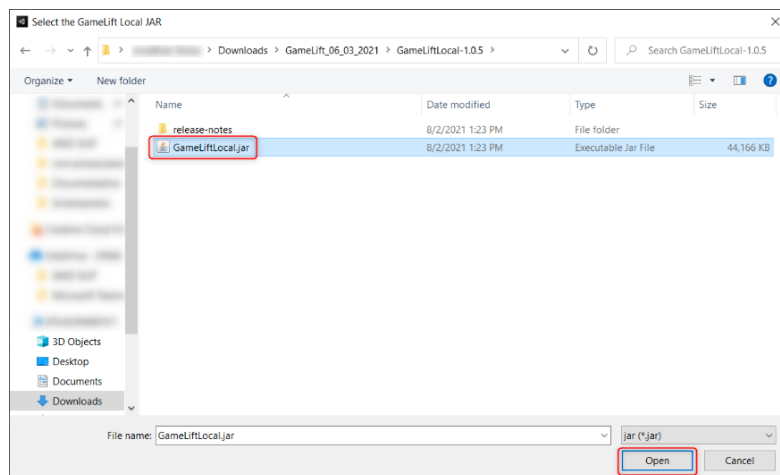 Select the GameLift Local JAR
Downloads > GameLift_06_03_2021 > GameLiftLocal-1.0.5 >
Search GameLiftLocal-1.0.5
Organize
New folder
Name
Date modified
Type
Size
release-notes
8/2/2021 1:23 PM
File folder
GameLiftLocal.jar
8/2/2021 1:23 PM
Executable Jar File
44,166 KB
3D Objects
Desktop
Documents
Downloads
File name:
GameLiftLocal.jar
jar (*.jar)
Open
Cancel